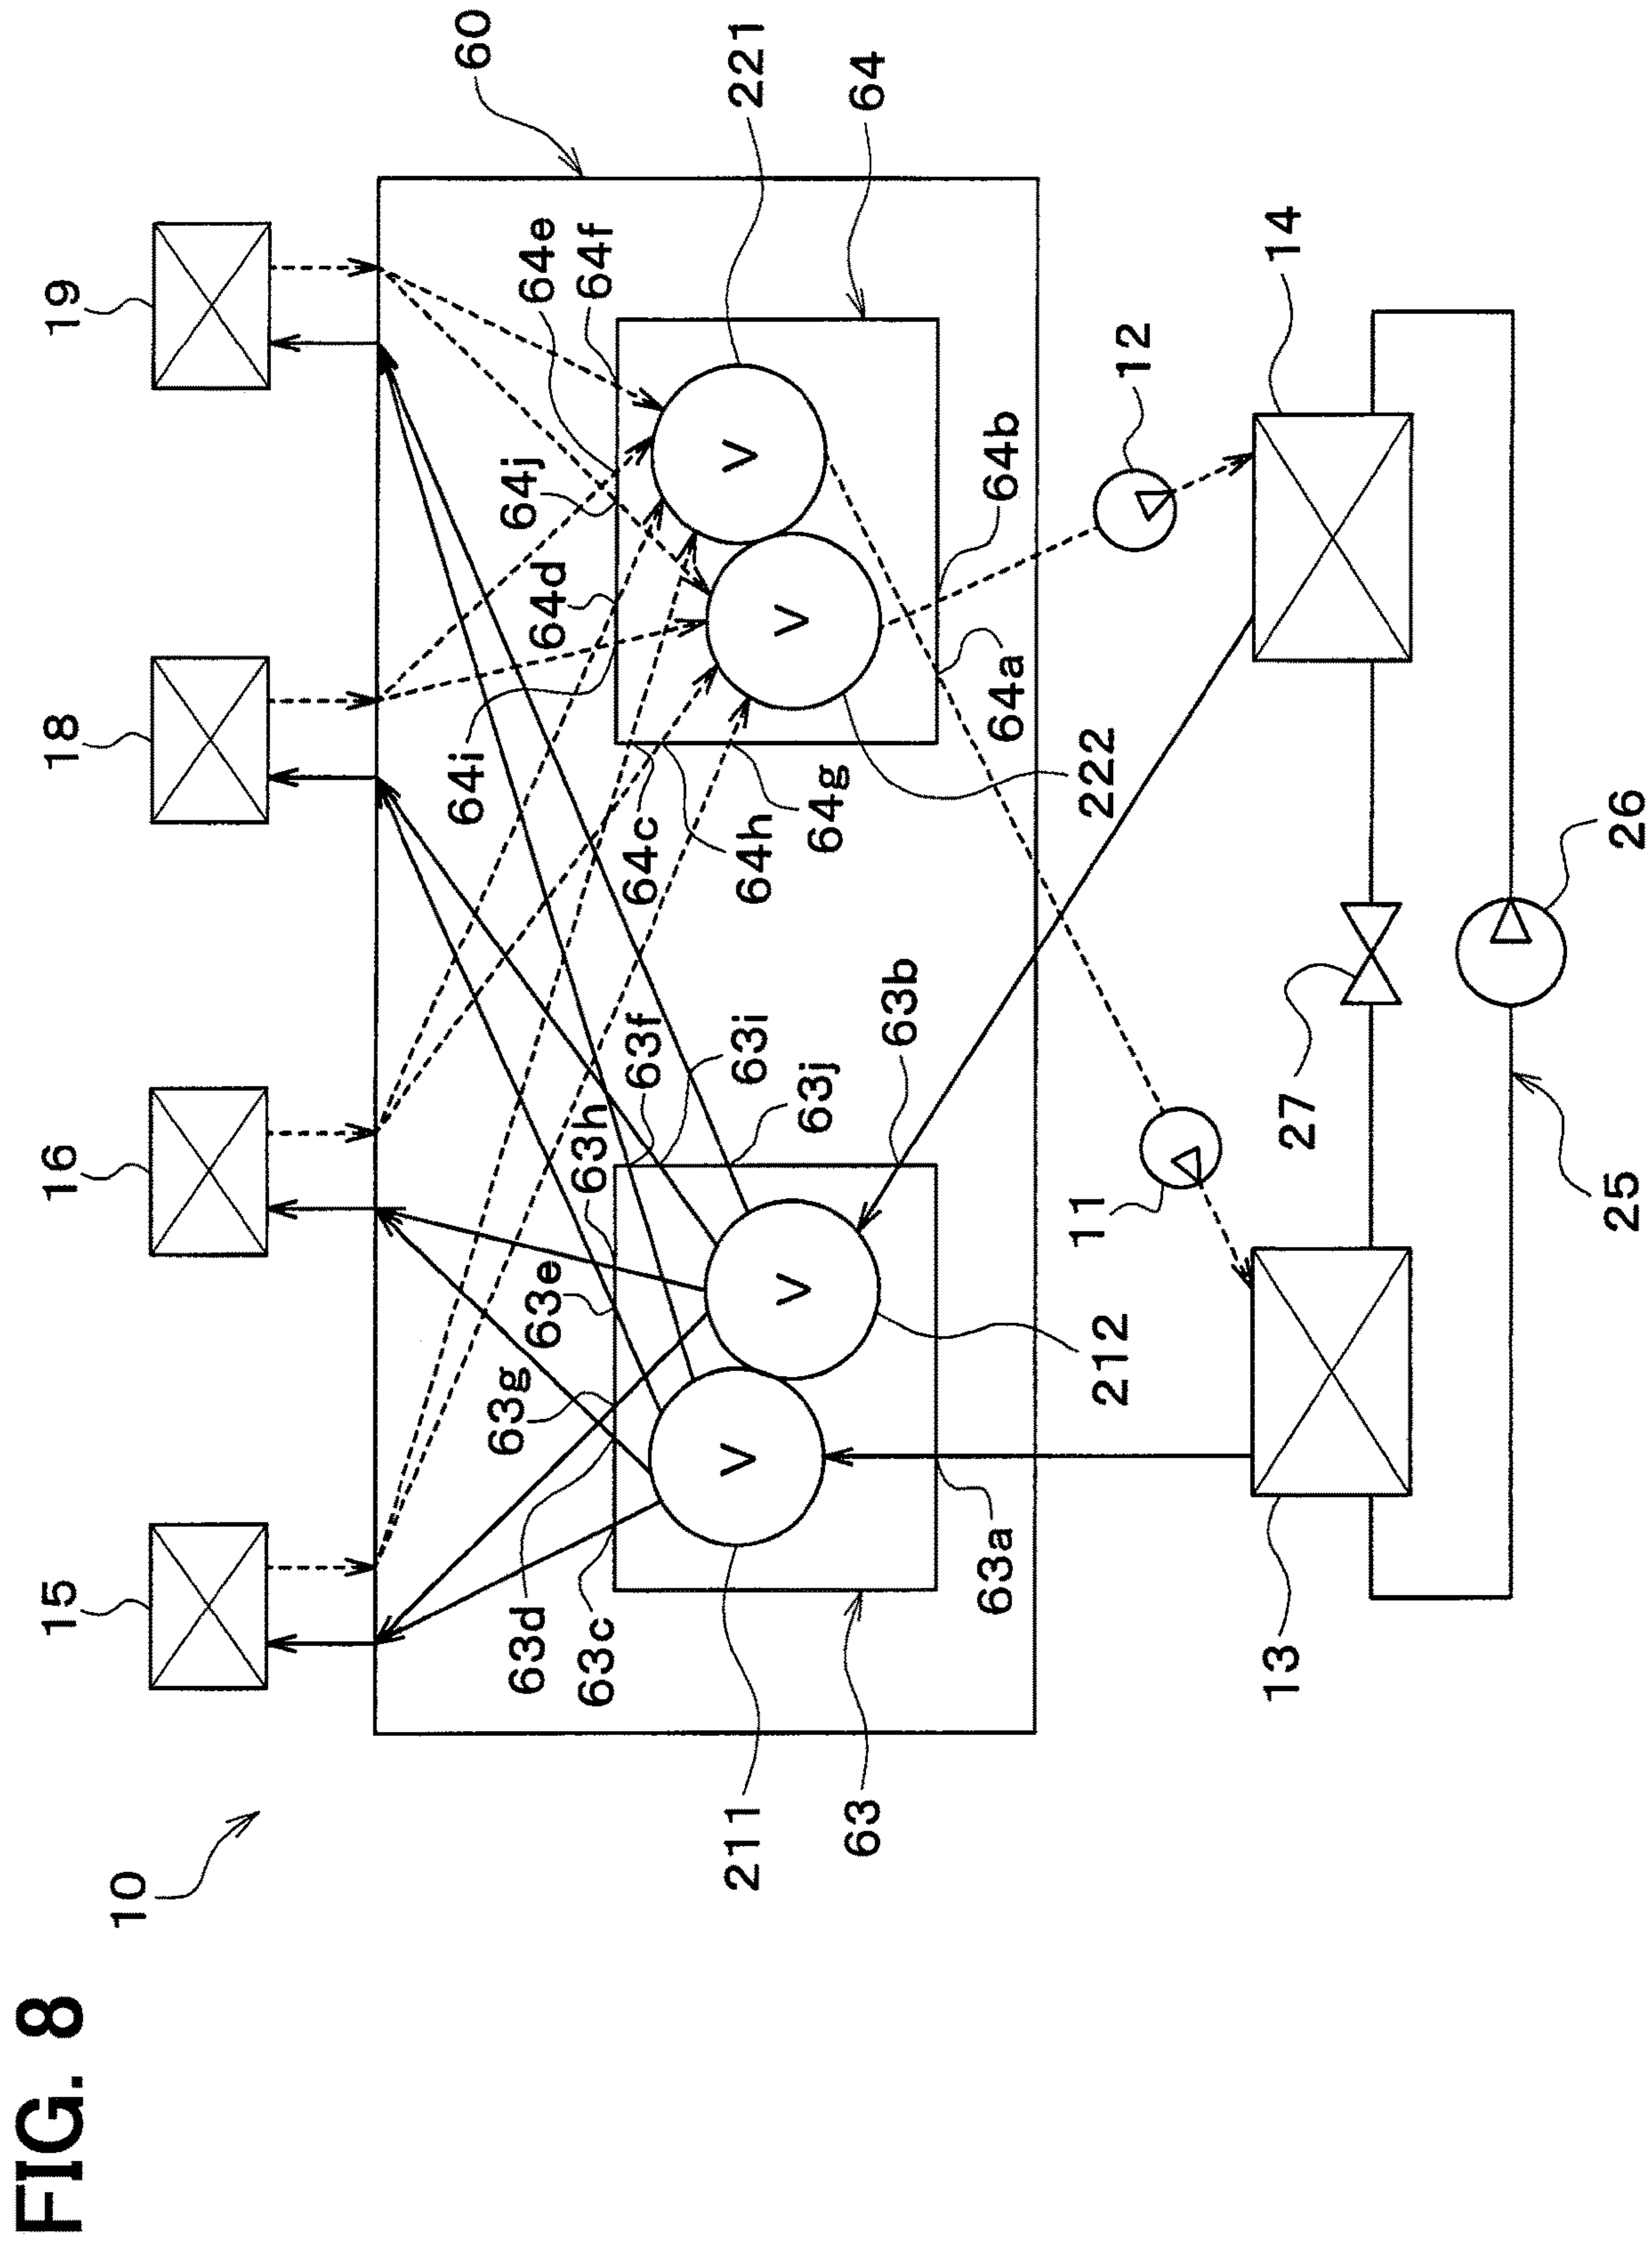 FIG. 8
10
15
16
18
19
60
63d
63c
63g
63e
63h
63f
63i
63j
63b
63a
63
211
212
64i
64d
64j
64e
64f
64c
64h
64g
64a
64b
64
221
222
11
12
13
14
27
26
25
V
V
V
V